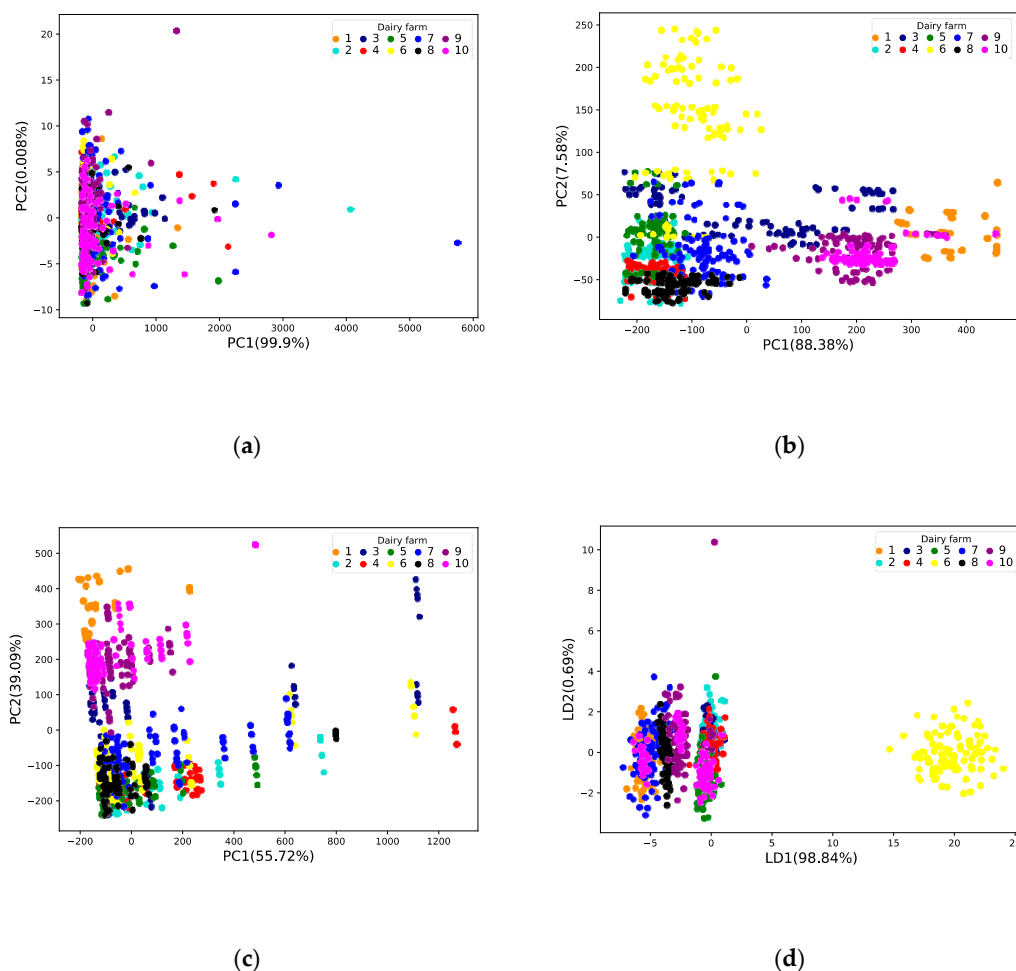 Dairy farm
1 3 5 7 9
2 4 6 8 10
20
15
10
5
0
−5
−10
PC2(0.008%)
0 1000 2000 3000 4000 5000 6000
PC1(99.9%)
(a)
Dairy farm
1 3 5 7 9
2 4 6 8 10
250
200
150
100
50
0
−50
PC2(7.58%)
−200 −100 0 100 200 300 400
PC1(88.38%)
(b)
Dairy farm
1 3 5 7 9
2 4 6 8 10
500
400
300
200
100
0
−100
−200
PC2(39.09%)
−200 0 200 400 600 800 1000 1200
PC1(55.72%)
(c)
Dairy farm
1 3 5 7 9
2 4 6 8 10
10
8
6
4
2
0
−2
LD2(0.69%)
−5 0 5 10 15 20
LD1(98.84%)
(d)